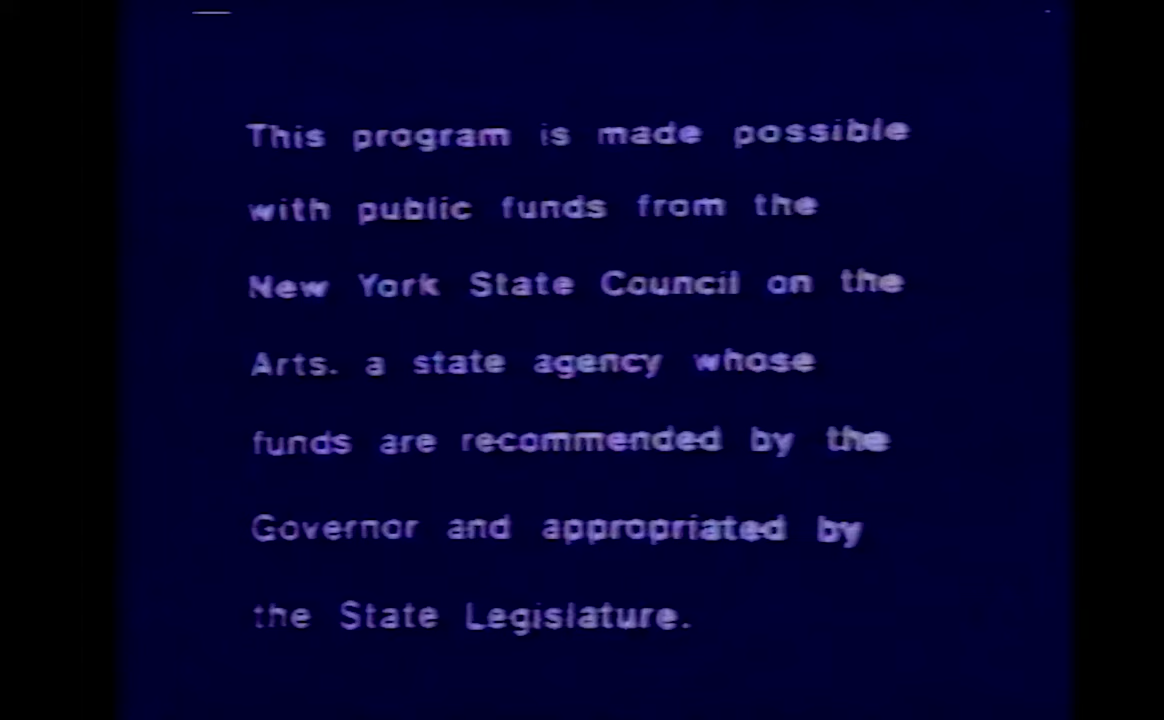 This program is made possible
with public funds from the
New York State Council on the
Arts. a state agency whose
funds are recommended by the
Governor and appropriated by
the State Legislature.